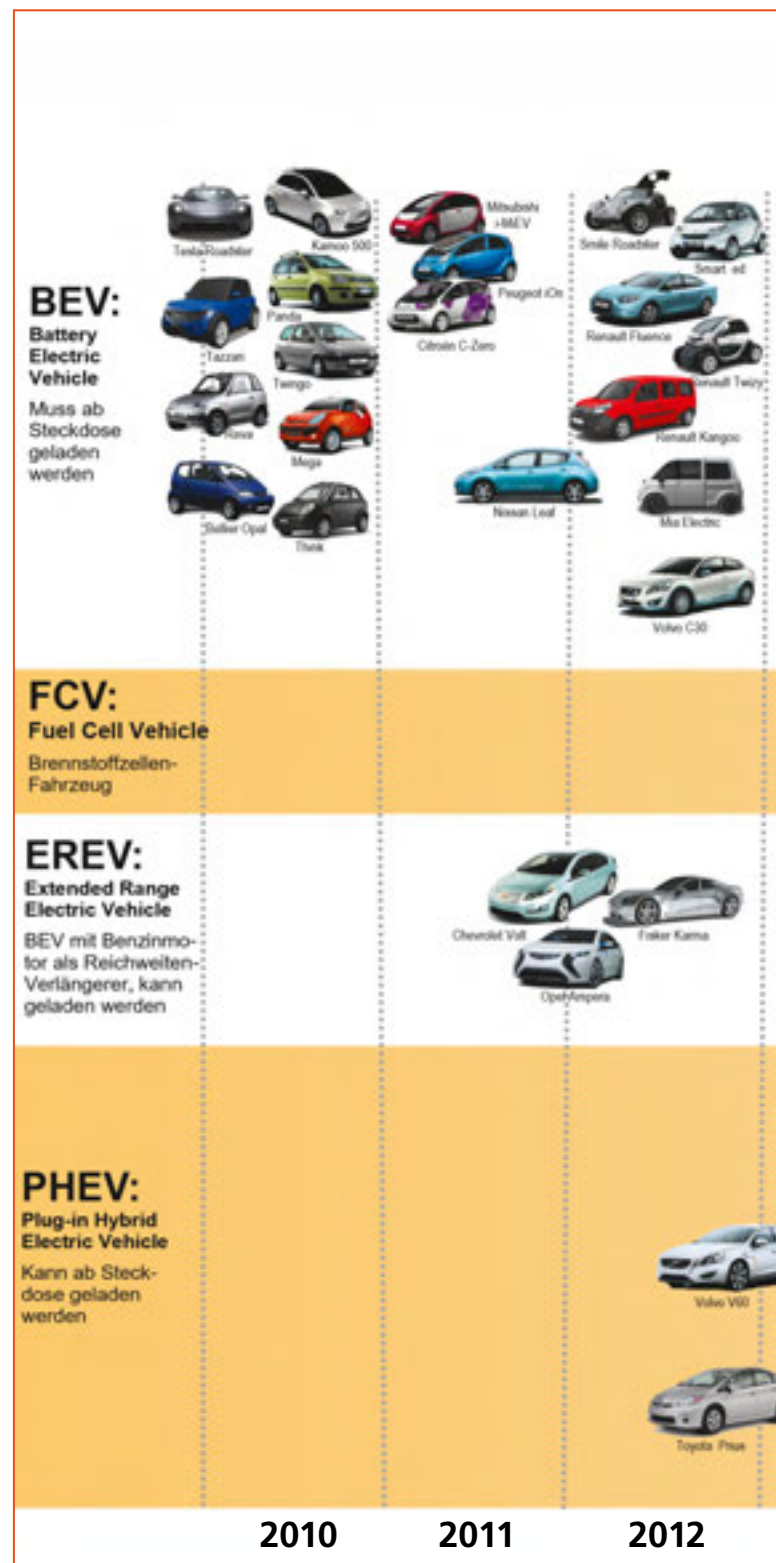 Mitsubishi
i-MiEV
Tesla Roadster
Kamoo 500
Smile Roadster
Smart ed
BEV:
Battery
Electric
Vehicle
Muss ab
Steckdose
geladen
werden
Peugeot iOn
Panda
Citroën C-Zero
Renault Fluence
Tazzari
Twingo
Renault Twizy
Reva
Mega
Renault Kangoo
Nissan Leaf
Mia Electric
Bellier Opal
Think
Volvo C30
FCV:
Fuel Cell Vehicle
Brennstoffzellen-
Fahrzeug
EREV:
Extended Range
Electric Vehicle
BEV mit Benzinmo-
tor als Reichweiten-
Verlängerer, kann
geladen werden
Chevrolet Volt
Fisker Karma
Opel Ampera
PHEV:
Plug-in Hybrid
Electric Vehicle
Kann ab Steck-
dose geladen
werden
Volvo V60
Toyota Prius
2010 2011 2012